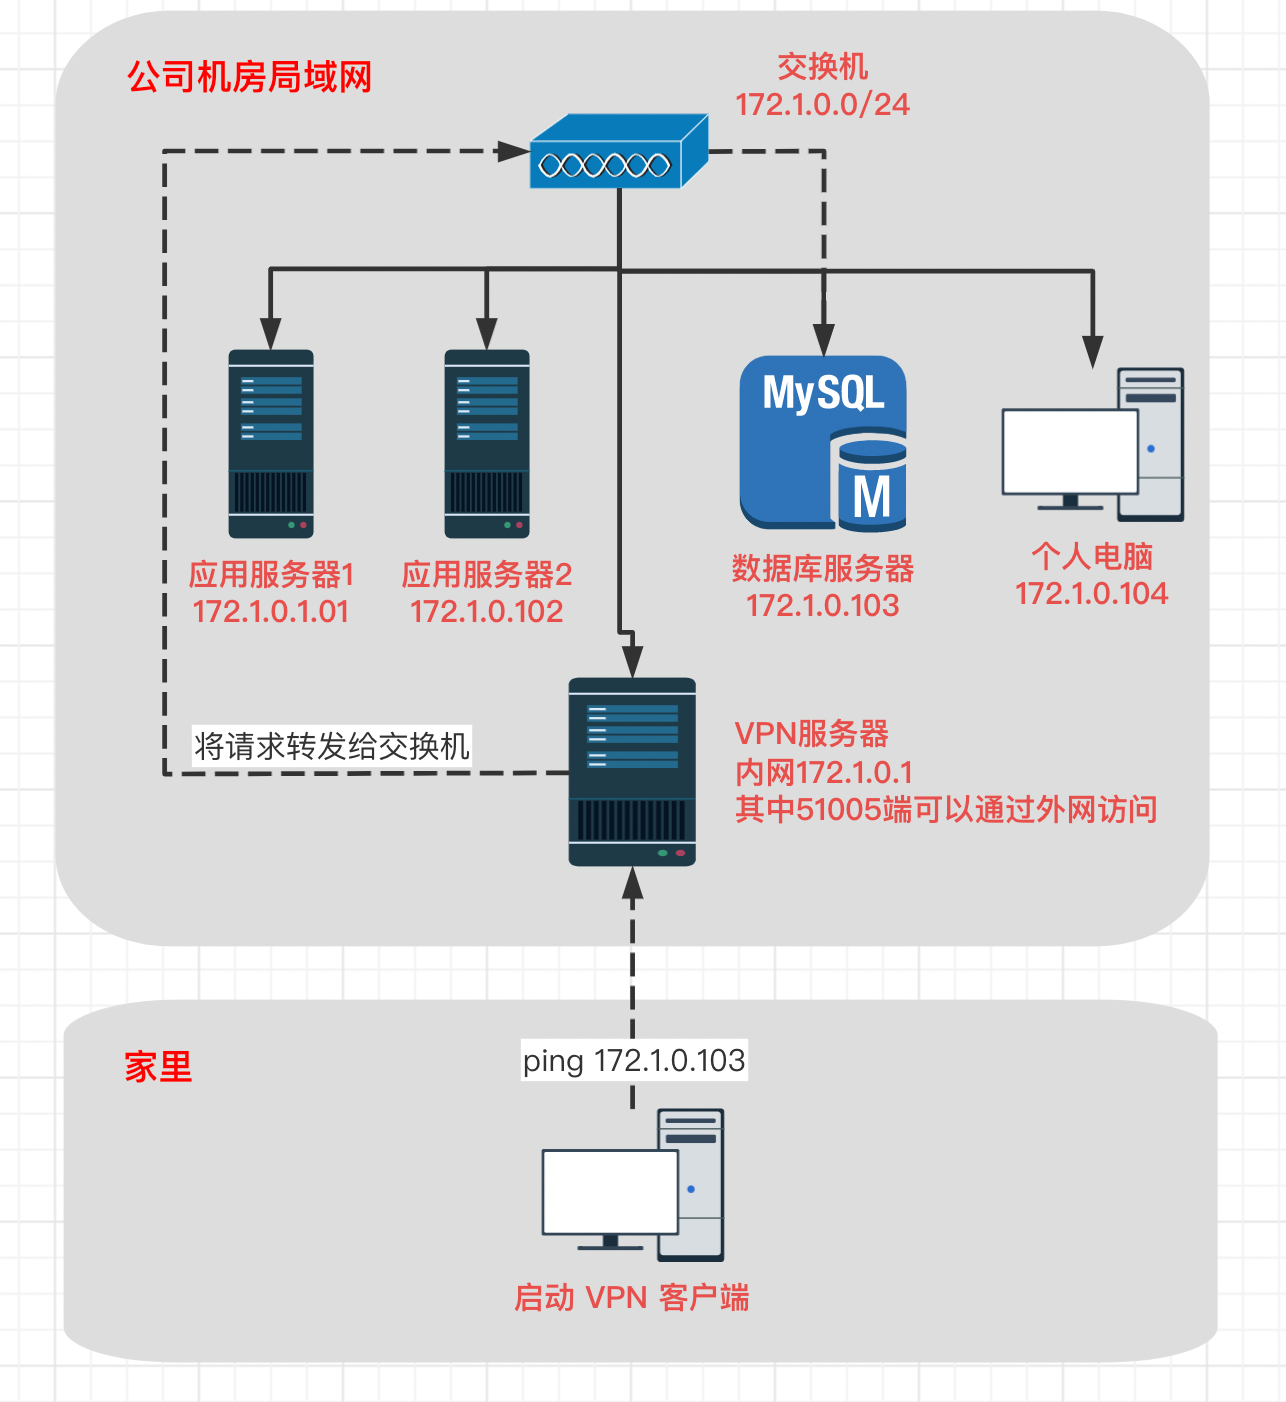 公司机房局域网
交换机
172.1.0.0/24
MySQL
M
应用服务器1
172.1.0.1.01
应用服务器2
172.1.0.102
数据库服务器
172.1.0.103
个人电脑
172.1.0.104
将请求转发给交换机
VPN服务器
内网172.1.0.1
其中51005端可以通过外网访问
家里
ping 172.1.0.103
启动 VPN 客户端